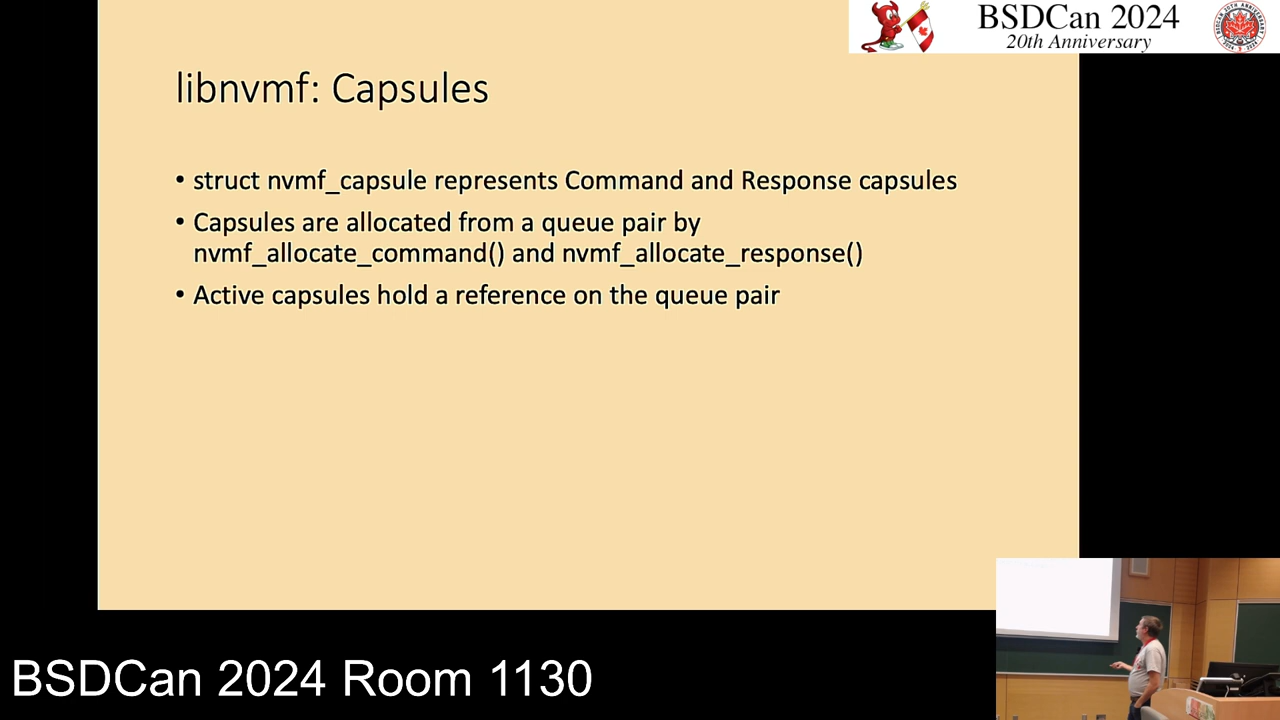 BSDCan 2024
20th Anniversary
libnvmf: Capsules
• struct nvmf_capsule represents Command and Response capsules
• Capsules are allocated from a queue pair by
nvmf_allocate_command() and nvmf_allocate_response()
• Active capsules hold a reference on the queue pair
BSDCan 2024 Room 1130